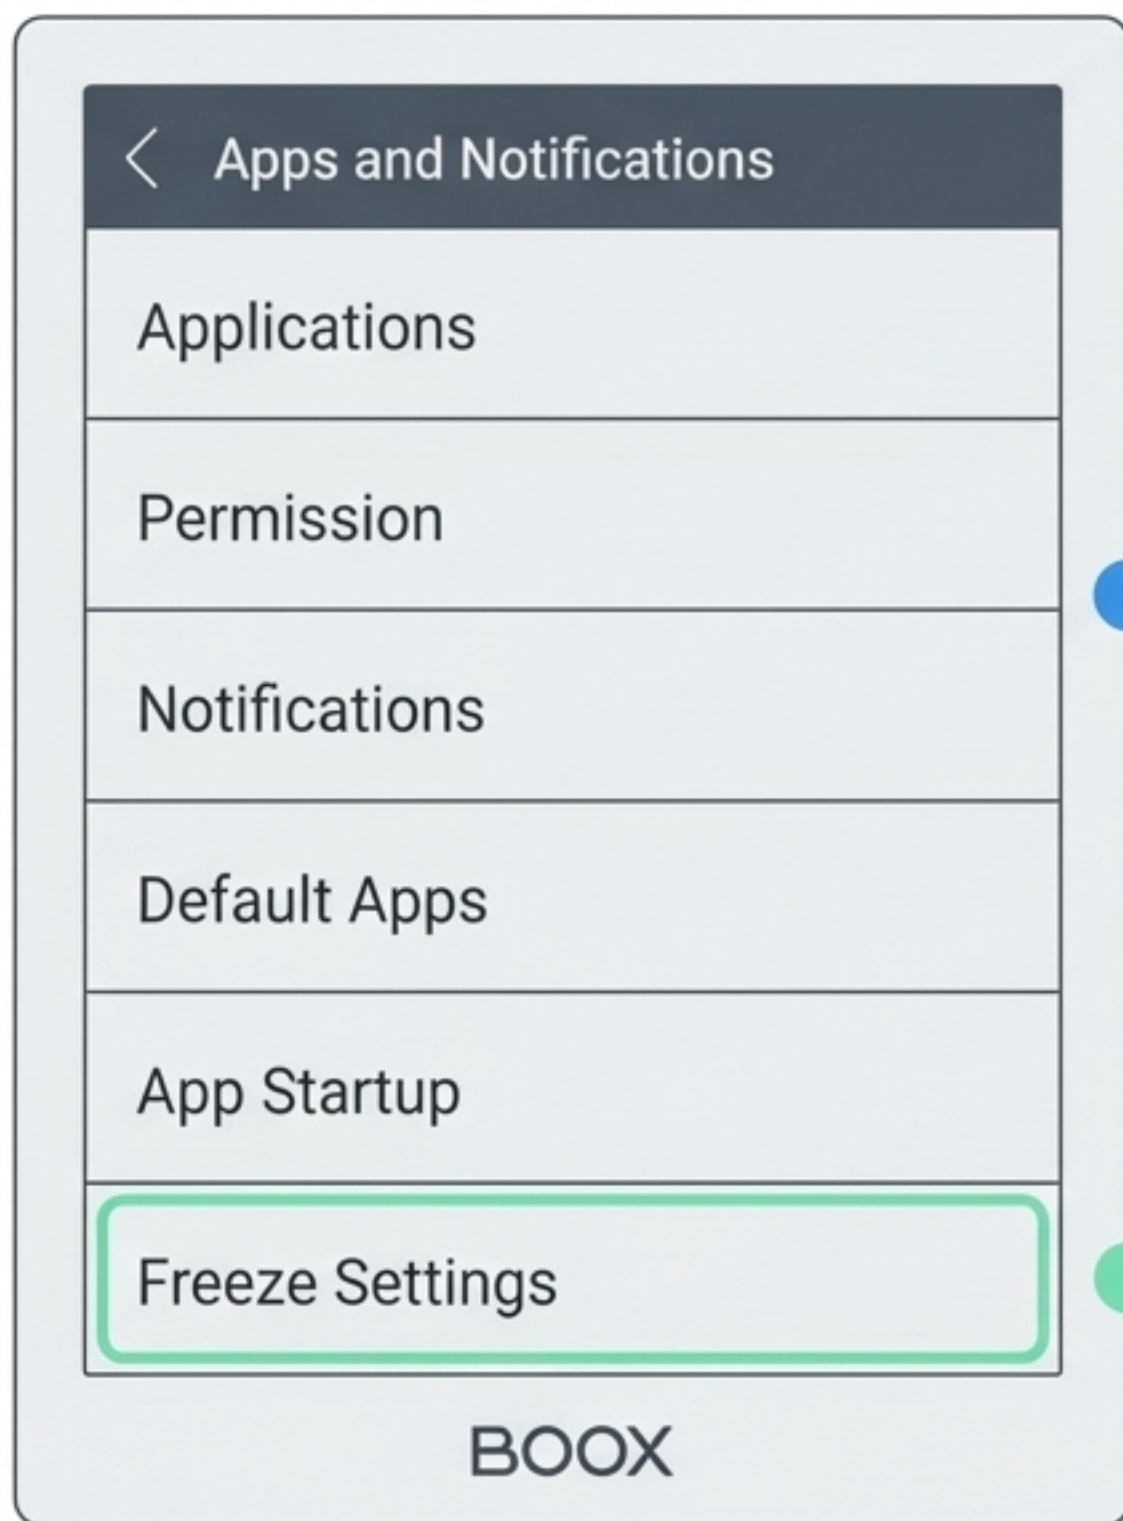 Apps and Notifications
Applications
Permission
Notifications
Default Apps
App Startup
Freeze Settings
BOOX